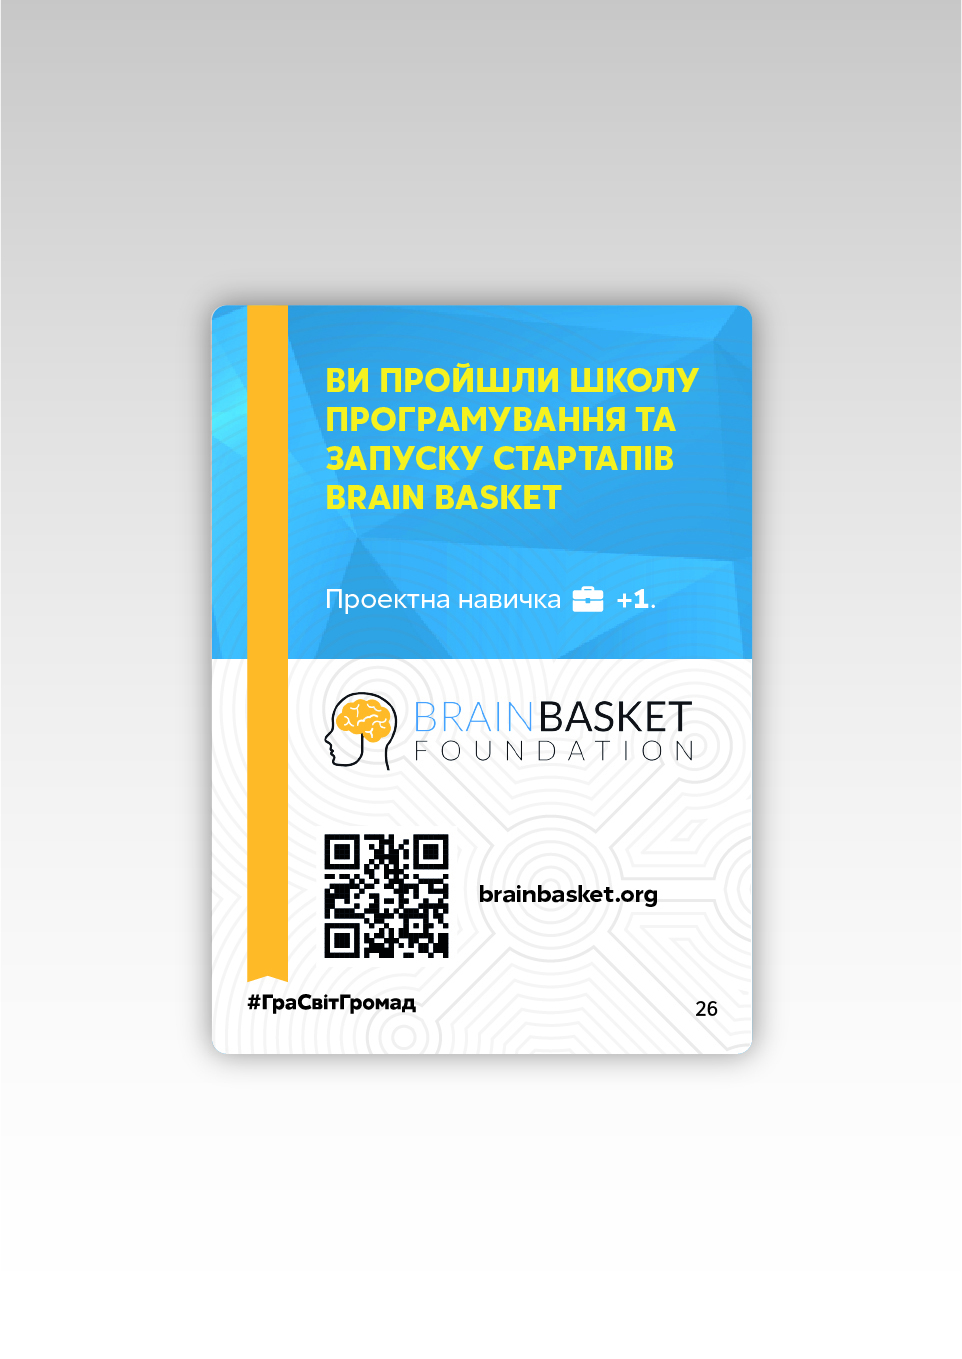 ВИ ПРОЙШЛИ ШКОЛУ
ПРОГРАМУВАННЯ ТА
ЗАПУСКУ СТАРТАПІВ
BRAIN BASKET
Проектна навичка +1.
BRAINBASKET
FOUNDATION
brainbasket.org
#ГраСвітГромад
26